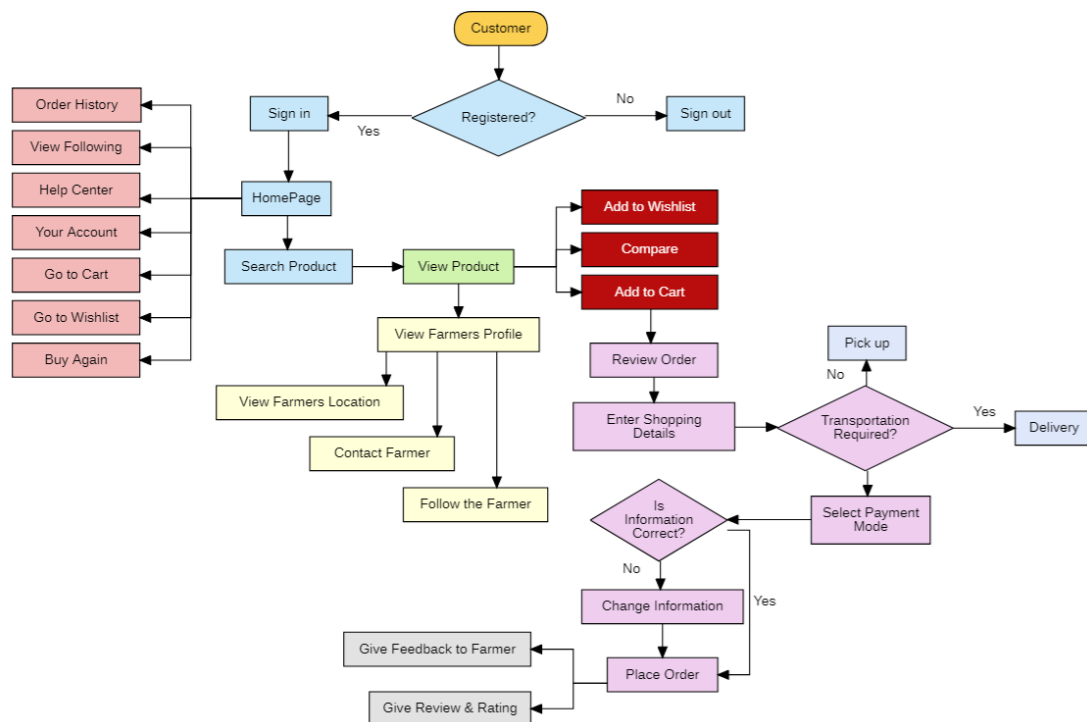 Customer
Order History
Sign in
Registered?
No
Sign out
Yes
View Following
Help Center
HomePage
Add to Wishlist
Your Account
Compare
Search Product
View Product
Go to Cart
Add to Cart
Go to Wishlist
View Farmers Profile
Pick up
Buy Again
Review Order
No
View Farmers Location
Enter Shopping
Details
Transportation
Required?
Yes
Delivery
Contact Farmer
Follow the Farmer
Is
Information
Correct?
Select Payment
Mode
No
Change Information
Yes
Give Feedback to Farmer
Place Order
Give Review & Rating